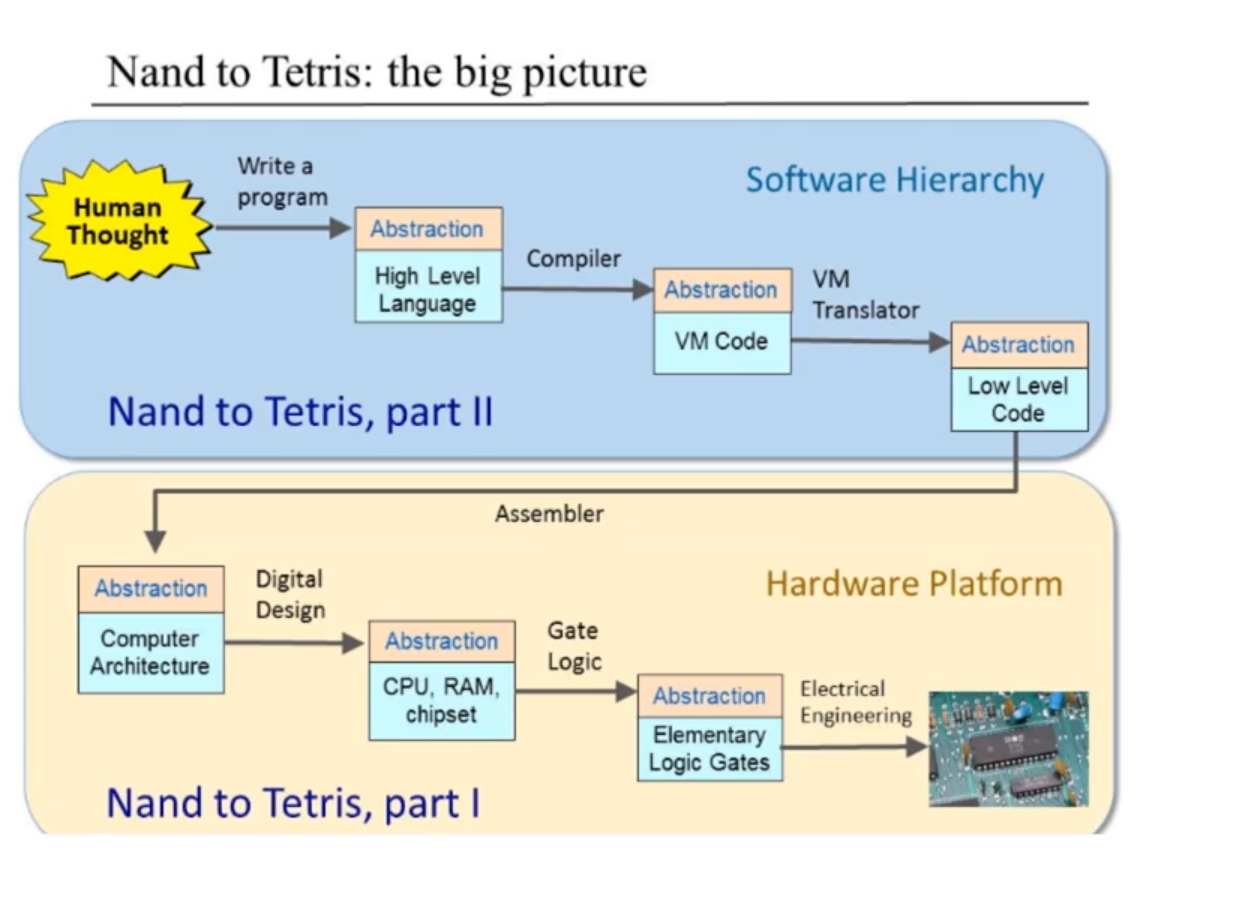 Nand to Tetris: the big picture
Write a
program
Software Hierarchy
Human
Thought
Abstraction
High Level
Language
Compiler
Abstraction
VM Code
VM
Translator
Abstraction
Low Level
Code
Nand to Tetris, part II
Assembler
Abstraction
Computer
Architecture
Digital
Design
Hardware Platform
Abstraction
CPU, RAM,
chipset
Gate
Logic
Abstraction
Elementary
Logic Gates
Electrical
Engineering
Nand to Tetris, part I